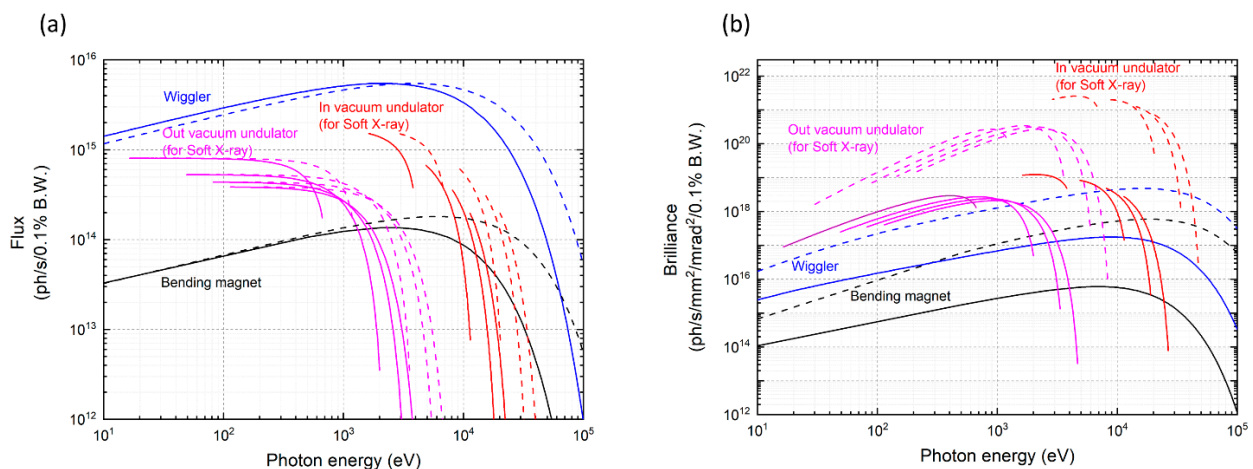 (a.)
Flux
(ph/s/0.1% B.W.)
10^16
10^15
10^14
10^13
10^12
Wiggler
In vacuum undulator
(for Soft X-ray)
Out vacuum undulator
(for Soft X-ray)
Bending magnet
10^1
10^2
10^3
10^4
10^5
Photon energy (eV)
(b.)
Brilliance
(ph/s/mm^2/mrad^2/0.1% B.W.)
10^22
10^20
10^18
10^16
10^14
10^12
In vacuum undulator
(for Soft X-ray)
Out vacuum undulator
(for Soft X-ray)
Wiggler
Bending magnet
10^1
10^2
10^3
10^4
10^5
Photon energy (eV)